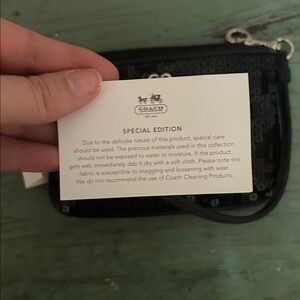 COACH
EST. 1941
SPECIAL EDITION
Due to the delicate nature of this product, special care
should be used. The precious materials used in this collection
should not be exposed to water or moisture. If the product
gets wet, immediately dab it dry with a soft cloth. Please note this
fabric is susceptible to snagging and loosening with wear.
We do not recommend the use of Coach Cleaning Products.